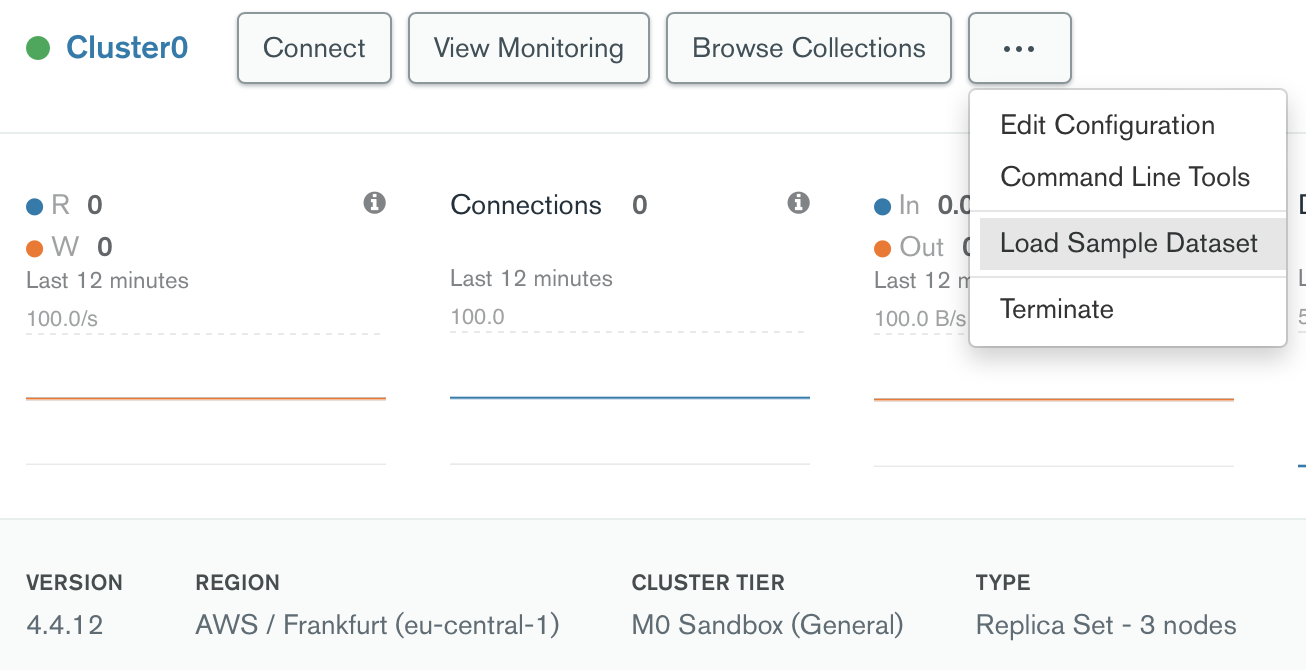 Cluster0 Connect View Monitoring Browse Collections ...
Edit Configuration
Command Line Tools
Load Sample Dataset
Terminate
R 0
W 0
Last 12 minutes
100.0/s
Connections 0
Last 12 minutes
100.0
In 0.0
Out
Last 12
100.0 B/s
VERSION REGION CLUSTER TIER TYPE
4.4.12 AWS / Frankfurt (eu-central-1) M0 Sandbox (General) Replica Set - 3 nodes